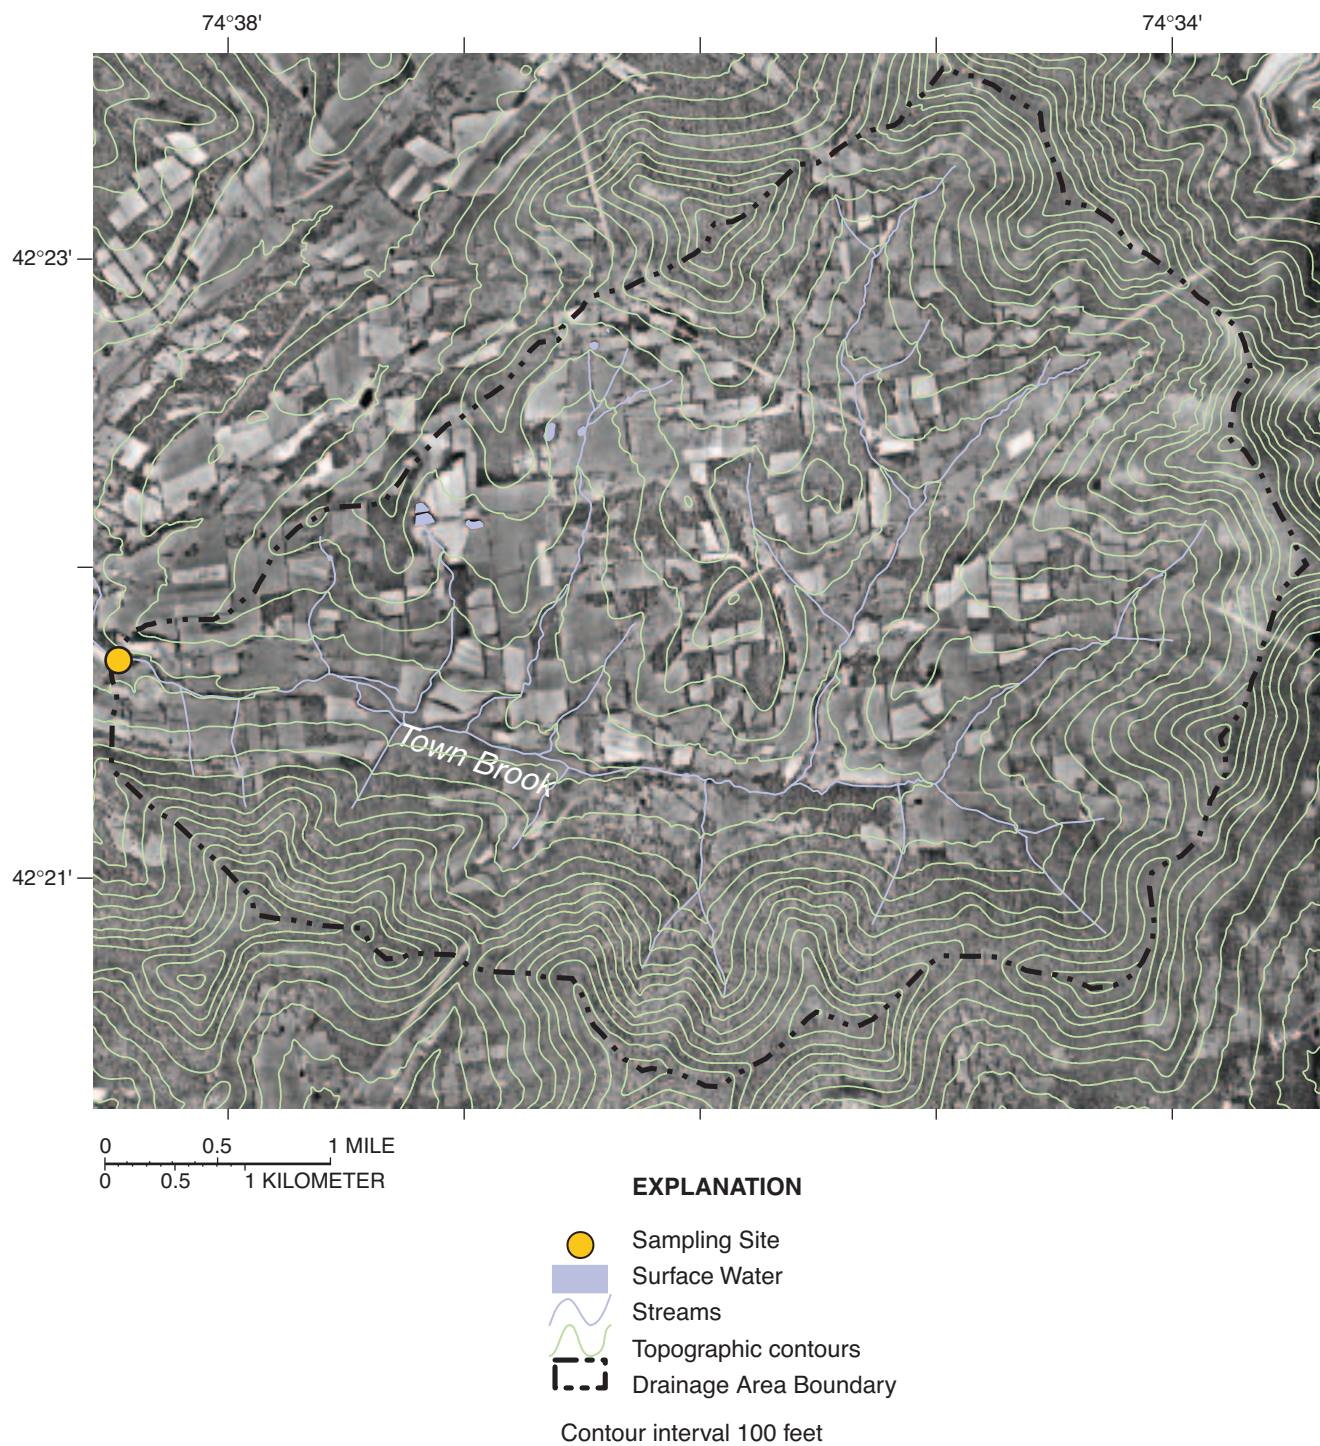 74°38' 74°34'
42°23'
Town Brook
42°21'
0 0.5 1 MILE
0 0.5 1 KILOMETER
EXPLANATION
Sampling Site
Surface Water
Streams
Topographic contours
Drainage Area Boundary
Contour interval 100 feet